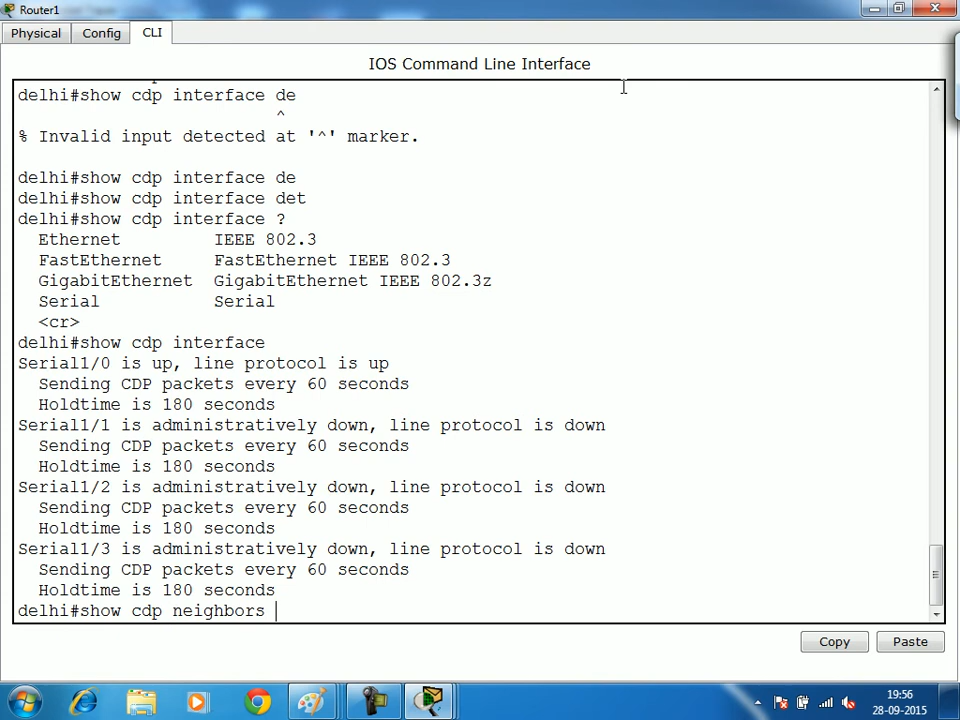 Router1
Physical Config CLI
IOS Command Line Interface
delhi#show cdp interface de
^
% Invalid input detected at '^' marker.
delhi#show cdp interface de
delhi#show cdp interface det
delhi#show cdp interface ?
Ethernet IEEE 802.3
FastEthernet FastEthernet IEEE 802.3
GigabitEthernet GigabitEthernet IEEE 802.3z
Serial Serial
<cr>
delhi#show cdp interface
Serial1/0 is up, line protocol is up
Sending CDP packets every 60 seconds
Holdtime is 180 seconds
Serial1/1 is administratively down, line protocol is down
Sending CDP packets every 60 seconds
Holdtime is 180 seconds
Serial1/2 is administratively down, line protocol is down
Sending CDP packets every 60 seconds
Holdtime is 180 seconds
Serial1/3 is administratively down, line protocol is down
Sending CDP packets every 60 seconds
Holdtime is 180 seconds
delhi#show cdp neighbors
Copy Paste
19:56
28-09-2015